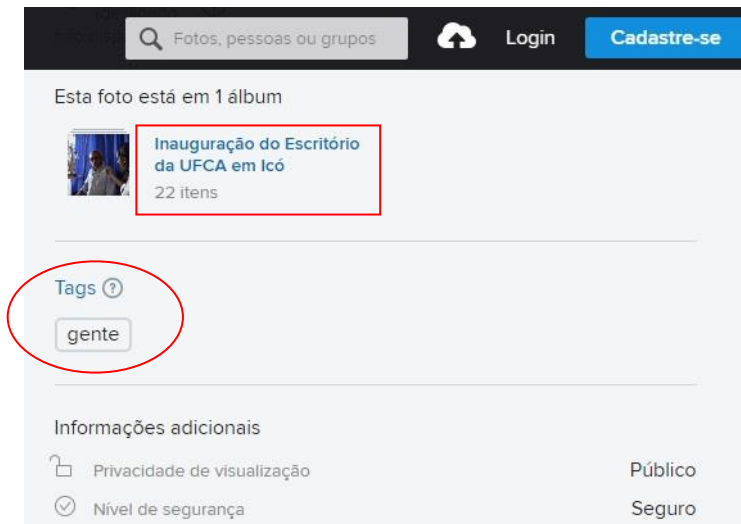 Fotos, pessoas ou grupos Login Cadastre-se
Esta foto está em 1 álbum
Inauguração do Escritório
da UFCA em Icó
22 itens
Tags ?
gente
Informações adicionais
Privacidade de visualização Público
Nível de segurança Seguro